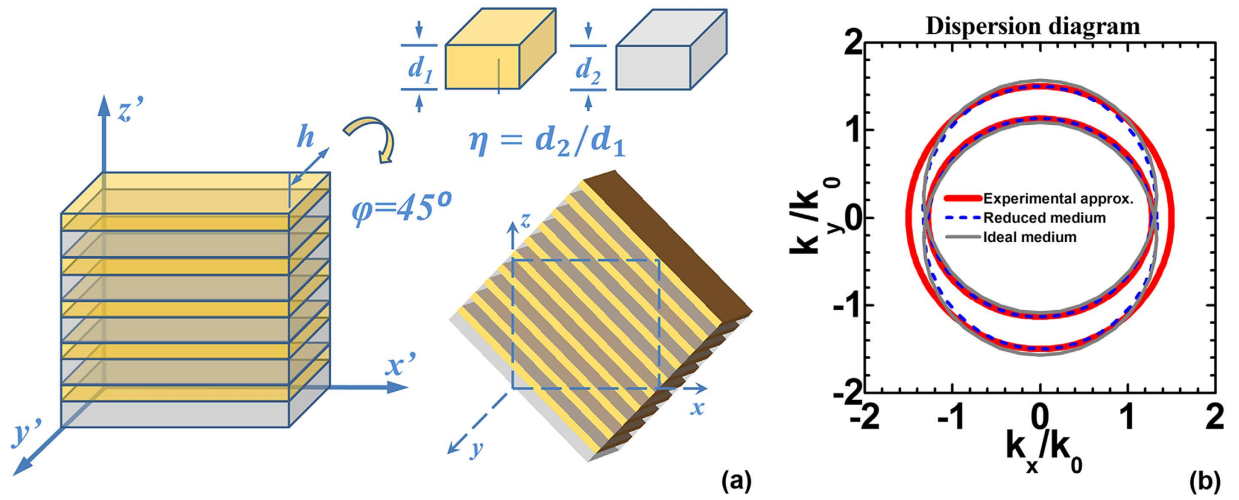 d1
d2
η = d2/d1
z'
h
φ=45º
x'
y'
z
x
y
(a)
Dispersion diagram
2
1
0
-1
-2
ky/k0
Experimental approx.
Reduced medium
Ideal medium
-2 -1 0 1 2
kx/k0
(b)